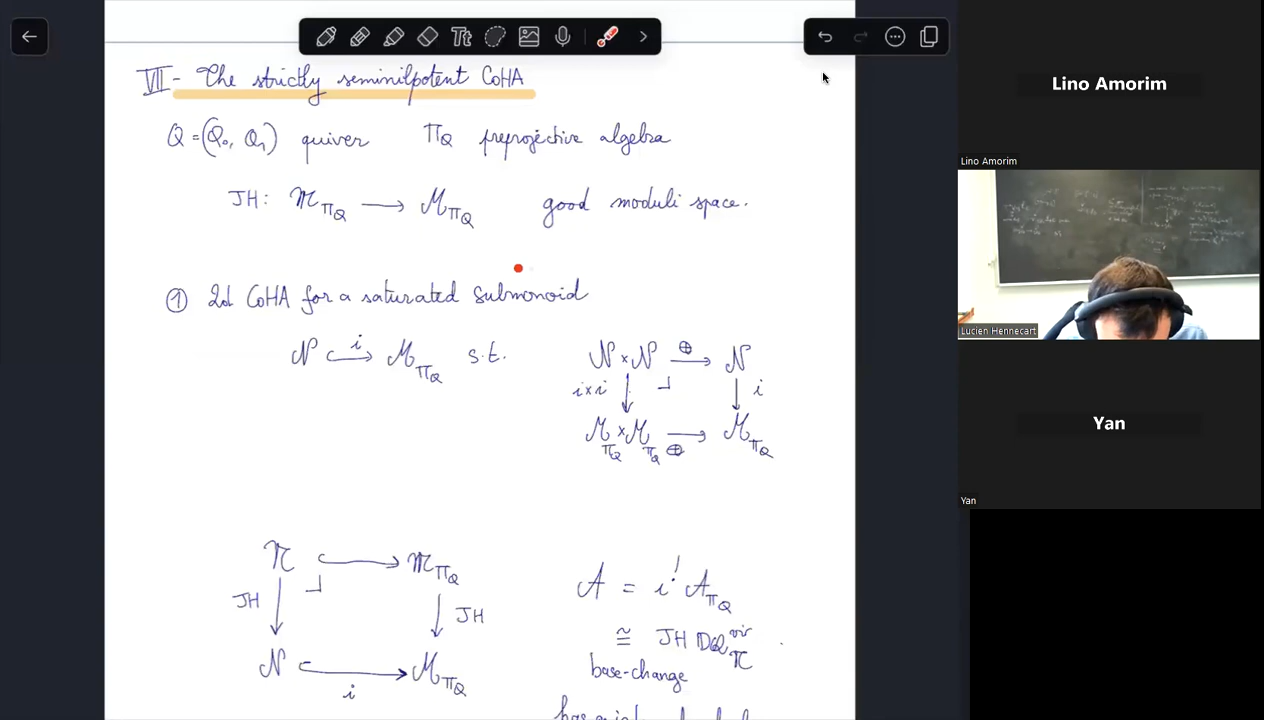 VII - The strictly seminilpotent CoHA
Q = (Q₀, Q₁) quiver Π_Q preprojective algebra
JH: 𝔐_{Π_Q} → ℳ_{Π_Q} good moduli space.
① 2d CoHA for a saturated submonoid
𝒩 ↪ ℳ_{Π_Q} s.t.
i
𝒩 × 𝒩 ⊕→ 𝒩
i×i ↓ ⌟ ↓ i
ℳ_{Π_Q} × ℳ_{Π_Q} →⊕ ℳ_{Π_Q}
𝔑 ↪ 𝔐_{Π_Q}
JH ↓ ⌟ ↓ JH
𝒩 ↪ ℳ_{Π_Q}
i
𝒜 = i^! 𝒜_{Π_Q}
≅ JH 𝔻ℚ^{vir}_𝔑
base-change
Tt
Lino Amorim
Lino Amorim
Lucien Hennecart
Yan
Yan